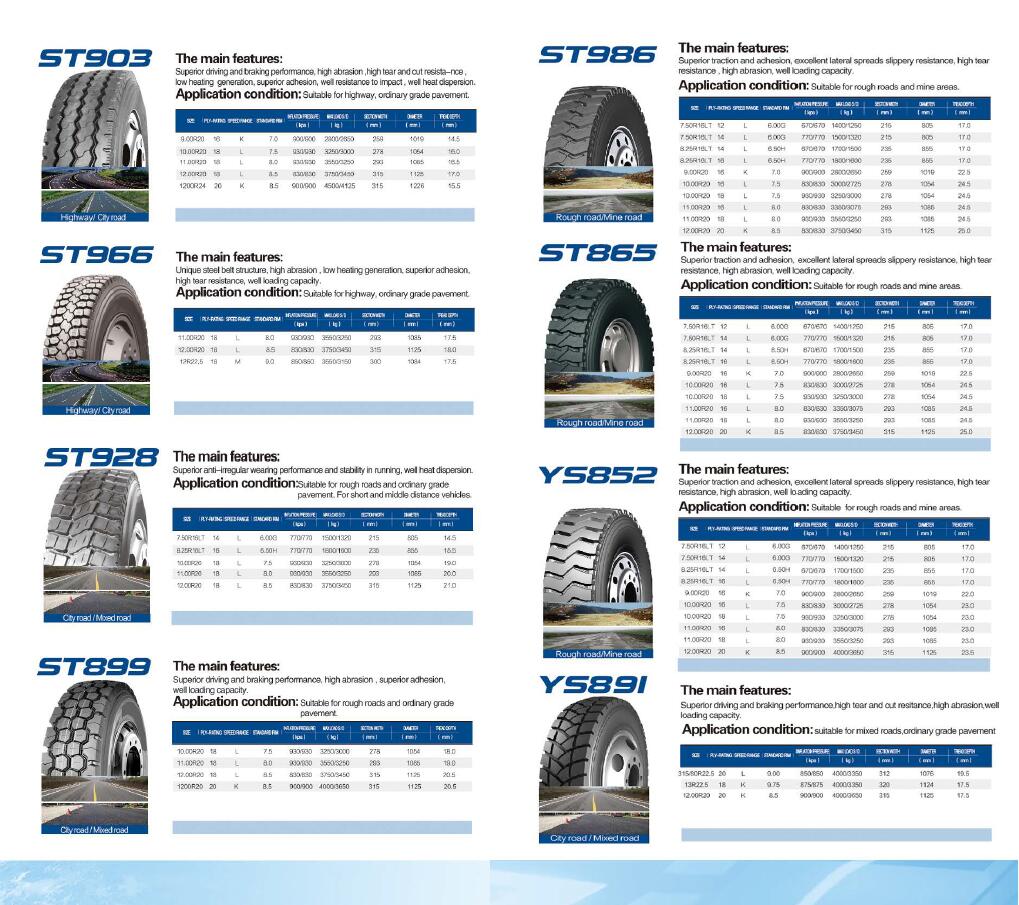 ST903
The main features:
Superior driving and braking performance, high abrasion ,high tear and cut resista-nce ,
low heating generation, superior adhesion, well resistance to impact , well heat dispersion.
Application condition: Suitable for highway, ordinary grade pavement.
SIZE PLY-RATING SPEED RANGE STANDARD RIM INFLATION PRESSURE (kpa) MAX LOAD S/D (kg) SECTION WIDTH (mm) DIAMETER (mm) TREAD DEPTH (mm)
9.00R20 16 K 7.0 900/900 2800/2650 259 1019 14.5
10.00R20 18 L 7.5 930/930 3250/3000 278 1054 16.0
11.00R20 18 L 8.0 930/930 3550/3250 293 1085 16.5
12.00R20 18 L 8.5 830/830 3750/3450 315 1125 17.0
1200R24 20 K 8.5 900/900 4500/4125 315 1226 15.5
Highway/ City road
ST966
The main features:
Unique steel belt structure, high abrasion , low heating generation, superior adhesion,
high tear resistance, well loading capacity.
Application condition: Suitable for highway, ordinary grade pavement.
SIZE PLY-RATING SPEED RANGE STANDARD RIM INFLATION PRESSURE (kpa) MAX LOAD S/D (kg) SECTION WIDTH (mm) DIAMETER (mm) TREAD DEPTH (mm)
11.00R20 18 L 8.0 930/930 3550/3250 293 1085 17.5
12.00R20 18 L 8.5 830/830 3750/3450 315 1125 18.0
12R22.5 16 M 9.0 850/850 3550/3150 300 1084 17.5
Highway/ City road
ST928
The main features:
Superior anti-irregular wearing performance and stability in running, well heat dispersion.
Application condition:Suitable for rough roads and ordinary grade
pavement. For short and middle distance vehicles.
SIZE PLY-RATING SPEED RANGE STANDARD RIM INFLATION PRESSURE (kpa) MAX LOAD S/D (kg) SECTION WIDTH (mm) DIAMETER (mm) TREAD DEPTH (mm)
7.50R16LT 14 L 6.00G 770/770 1500/1320 215 805 14.5
8.25R16LT 16 L 6.50H 770/770 1800/1600 235 855 15.5
10.00R20 18 L 7.5 930/930 3250/3000 278 1054 19.0
11.00R20 18 L 8.0 930/930 3550/3250 293 1085 20.0
12.00R20 18 L 8.5 830/830 3750/3450 315 1125 21.0
City road / Mixed road
ST899
The main features:
Superior driving and braking performance, high abrasion , superior adhesion,
well loading capacity.
Application condition: Suitable for rough roads and ordinary grade
pavement.
SIZE PLY-RATING SPEED RANGE STANDARD RIM INFLATION PRESSURE (kpa) MAX LOAD S/D (kg) SECTION WIDTH (mm) DIAMETER (mm) TREAD DEPTH (mm)
10.00R20 18 L 7.5 930/930 3250/3000 278 1054 18.0
11.00R20 18 L 8.0 930/930 3550/3250 293 1085 19.0
12.00R20 18 L 8.5 830/830 3750/3450 315 1125 20.5
1200R20 20 K 8.5 900/900 4000/3650 315 1125 20.5
City road / Mixed road
ST986
The main features:
Superior traction and adhesion, excellent lateral spreads slippery resistance, high tear
resistance , high abrasion, well loading capacity.
Application condition: Suitable for rough roads and mine areas.
SIZE PLY-RATING SPEED RANGE STANDARD RIM INFLATION PRESSURE (kpa) MAX LOAD S/D (kg) SECTION WIDTH (mm) DIAMETER (mm) TREAD DEPTH (mm)
7.50R16LT 12 L 6.00G 670/670 1400/1250 215 805 17.0
7.50R16LT 14 L 6.00G 770/770 1500/1320 215 805 17.0
8.25R16LT 14 L 6.50H 670/670 1700/1500 235 855 17.0
8.25R16LT 16 L 6.50H 770/770 1800/1600 235 855 17.0
9.00R20 16 K 7.0 900/900 2800/2650 259 1019 22.5
10.00R20 16 L 7.5 830/830 3000/2725 278 1054 24.5
10.00R20 18 L 7.5 930/930 3250/3000 278 1054 24.5
11.00R20 16 L 8.0 830/830 3350/3075 293 1085 24.5
11.00R20 18 L 8.0 930/930 3550/3250 293 1085 24.5
12.00R20 20 K 8.5 830/830 3750/3450 315 1125 25.0
Rough road/Mine road
ST865
The main features:
Superior traction and adhesion, excellent lateral spreads slippery resistance, high tear
resistance, high abrasion, well loading capacity.
Application condition: Suitable for rough roads and mine areas.
SIZE PLY-RATING SPEED RANGE STANDARD RIM INFLATION PRESSURE (kpa) MAX LOAD S/D (kg) SECTION WIDTH (mm) DIAMETER (mm) TREAD DEPTH (mm)
7.50R16LT 12 L 6.00G 670/670 1400/1250 215 805 17.0
7.50R16LT 14 L 6.00G 770/770 1500/1320 215 805 17.0
8.25R16LT 14 L 6.50H 670/670 1700/1500 235 855 17.0
8.25R16LT 16 L 6.50H 770/770 1800/1600 235 855 17.0
9.00R20 16 K 7.0 900/900 2800/2650 259 1019 22.5
10.00R20 16 L 7.5 830/830 3000/2725 278 1054 24.5
10.00R20 18 L 7.5 930/930 3250/3000 278 1054 24.5
11.00R20 16 L 8.0 830/830 3350/3075 293 1085 24.5
11.00R20 18 L 8.0 930/930 3550/3250 293 1085 24.5
12.00R20 20 K 8.5 830/830 3750/3450 315 1125 25.0
Rough road/Mine road
YS852
The main features:
Superior traction and adhesion, excellent lateral spreads slippery resistance, high tear
resistance, high abrasion, well loading capacity.
Application condition: Suitable for rough roads and mine areas.
SIZE PLY-RATING SPEED RANGE STANDARD RIM INFLATION PRESSURE (kpa) MAX LOAD S/D (kg) SECTION WIDTH (mm) DIAMETER (mm) TREAD DEPTH (mm)
7.50R16LT 12 L 6.00G 670/670 1400/1250 215 805 17.0
7.50R16LT 14 L 6.00G 770/770 1500/1320 215 805 17.0
8.25R16LT 14 L 6.50H 670/670 1700/1500 235 855 17.0
8.25R16LT 16 L 6.50H 770/770 1800/1600 235 855 17.0
9.00R20 16 K 7.0 900/900 2800/2650 259 1019 22.0
10.00R20 16 L 7.5 830/830 3000/2725 278 1054 23.0
10.00R20 18 L 7.5 930/930 3250/3000 278 1054 23.0
11.00R20 16 L 8.0 830/830 3350/3075 293 1085 23.0
11.00R20 18 L 8.0 930/930 3550/3250 293 1085 23.0
12.00R20 20 K 8.5 900/900 4000/3650 315 1125 23.5
Rough road/Mine road
YS891
The main features:
Superior driving and braking performance,high tear and cut resitance,high abrasion,well
loading capacity.
Application condition: suitable for mixed roads,ordinary grade pavement
SIZE PLY-RATING SPEED RANGE STANDARD RIM INFLATION PRESSURE (kpa) MAX LOAD S/D (kg) SECTION WIDTH (mm) DIAMETER (mm) TREAD DEPTH (mm)
315/80R22.5 20 L 9.00 850/850 4000/3350 312 1076 19.5
13R22.5 18 K 9.75 875/875 4000/3350 320 1124 17.5
12.00R20 20 K 8.5 900/900 4000/3650 315 1125 17.5
City road / Mixed road